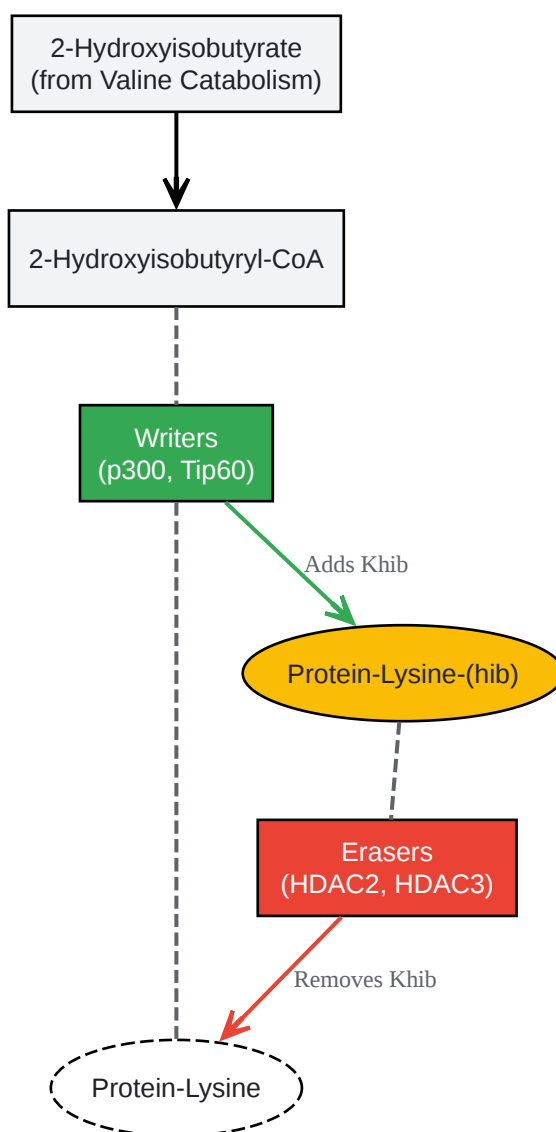 2-Hydroxyisobutyrate
(from Valine Catabolism)
2-Hydroxyisobutyryl-CoA
Writers
(p300, Tip60)
Adds Khib
Protein-Lysine-(hib)
Erasers
(HDAC2, HDAC3)
Removes Khib
Protein-Lysine